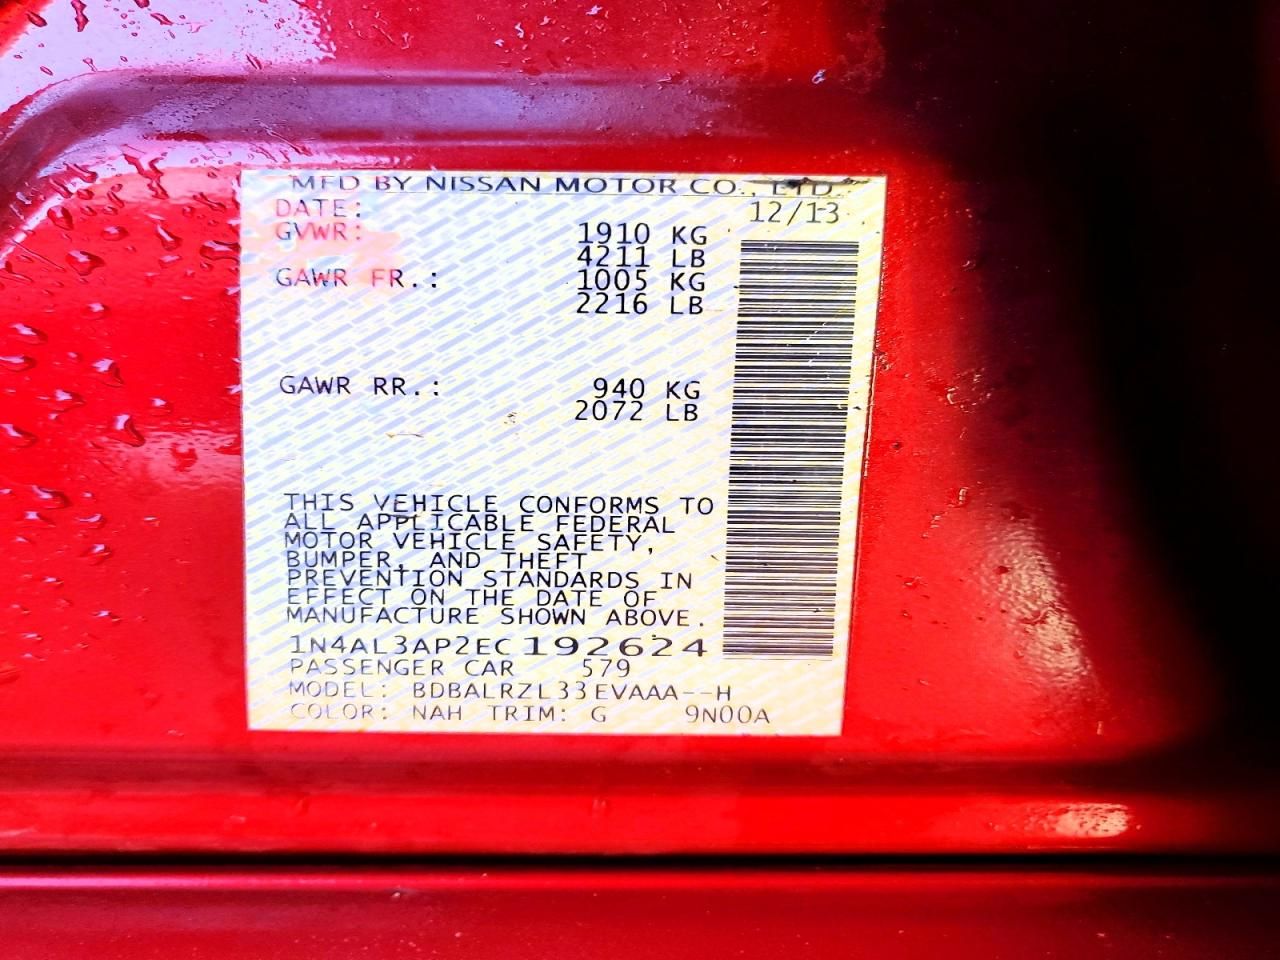 MFD BY NISSAN MOTOR CO., LTD.
DATE: 12/13
GVWR: 1910 KG
4211 LB
GAWR FR.: 1005 KG
2216 LB
GAWR RR.: 940 KG
2072 LB
THIS VEHICLE CONFORMS TO
ALL APPLICABLE FEDERAL
MOTOR VEHICLE SAFETY,
BUMPER, AND THEFT
PREVENTION STANDARDS IN
EFFECT ON THE DATE OF
MANUFACTURE SHOWN ABOVE.
1N4AL3AP2EC192624
PASSENGER CAR 579
MODEL: BDBALRZL33EVAAA--H
COLOR: NAH TRIM: G 9N00A